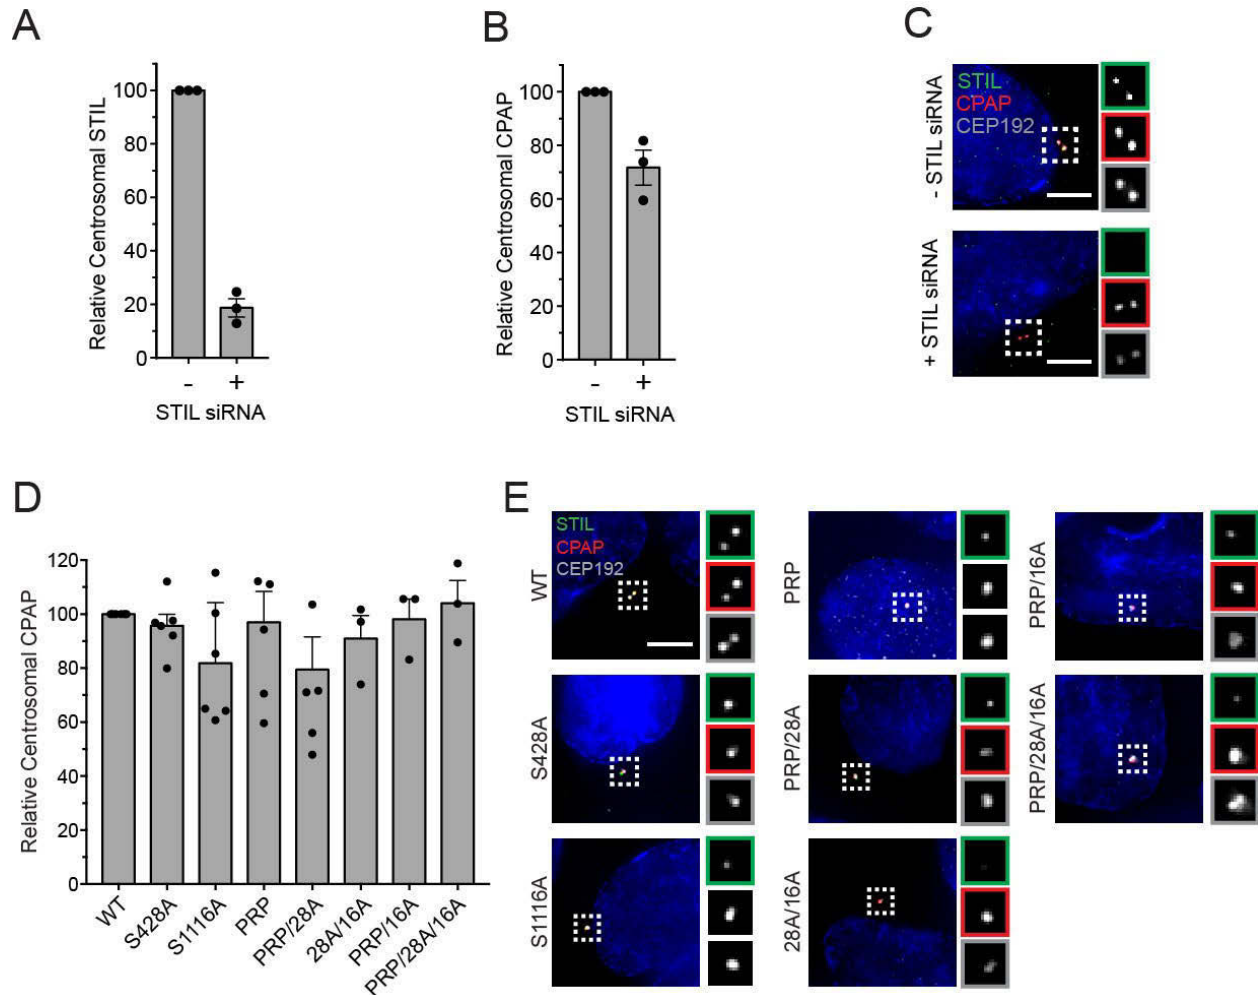 A
Relative Centrosomal STIL
100
80
60
40
20
0
-
+
STIL siRNA
B
Relative Centrosomal CPAP
100
80
60
40
20
0
-
+
STIL siRNA
C
- STIL siRNA
STIL
CPAP
CEP192
+ STIL siRNA
D
Relative Centrosomal CPAP
120
100
80
60
40
20
0
WT
S428A
S1116A
PRP
PRP/28A
28A/16A
PRP/16A
PRP/28A/16A
E
WT
STIL
CPAP
CEP192
PRP
PRP/16A
S428A
PRP/28A
PRP/28A/16A
S1116A
28A/16A